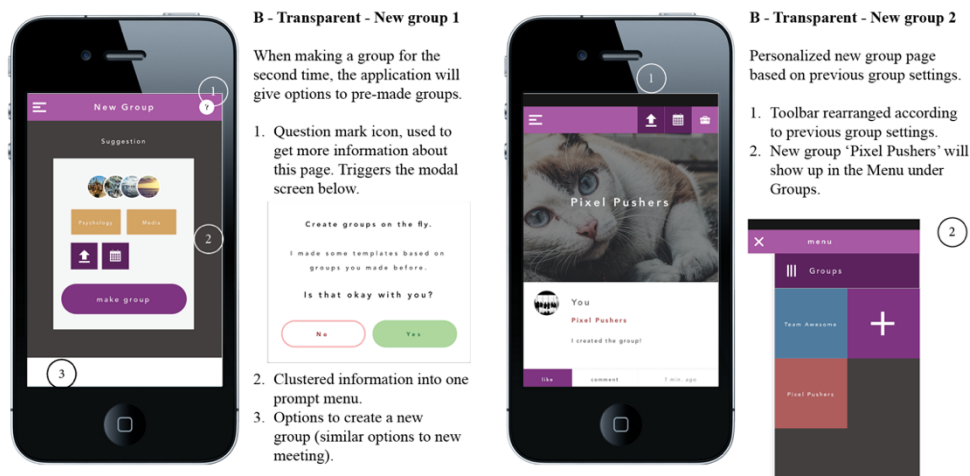 B - Transparent - New group 1
When making a group for the
second time, the application will
give options to pre-made groups.
1. Question mark icon, used to
get more information about
this page. Triggers the modal
screen below.
Create groups on the fly.
I made some templates based on
groups you made before.
Is that okay with you?
No
Yes
2. Clustered information into one
prompt menu.
3. Options to create a new
group (similar options to new
meeting).
1
New Group
?
Suggestion
Psychology
Media
2
make group
3
1
Pixel Pushers
You
Pixel Pushers
I created the group!
like
comment
7 min. ago
B - Transparent - New group 2
Personalized new group page
based on previous group settings.
1. Toolbar rearranged according
to previous group settings.
2. New group ‘Pixel Pushers’ will
show up in the Menu under
Groups.
2
menu
Groups
Team Awesome
Pixel Pushers